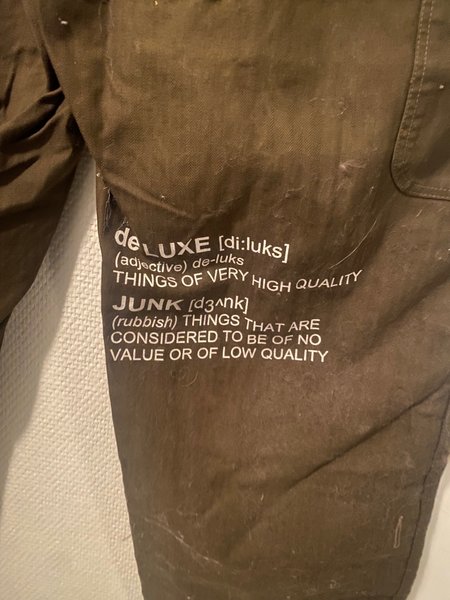 deLUXE [di:luks]
(adjective) de-luks
THINGS OF VERY HIGH QUALITY
JUNK [dʒʌnk]
(rubbish) THINGS THAT ARE
CONSIDERED TO BE OF NO
VALUE OR OF LOW QUALITY